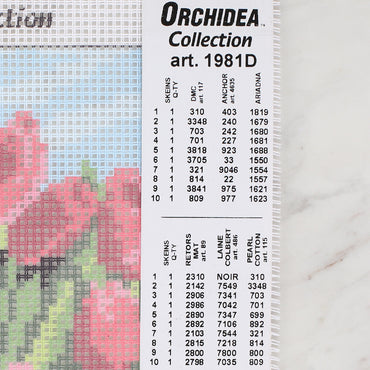 ction
ORCHIDEA™
Collection
art. 1981D
SKEINS Q-TY DMC art. 117 ANCHOR art. 4635 ARIADNA
1 1 310 403 1819
2 1 3348 240 1679
3 1 703 242 1680
4 1 701 227 1681
5 1 3818 923 1688
6 1 3705 33 1550
7 1 321 9046 1554
8 1 814 22 1557
9 1 3841 975 1621
10 1 809 977 1623
SKEINS Q-TY RETORS MAT art. 89 LAINE COLBERT art. 486 PEARL COTTON art. 115
1 1 2310 NOIR 310
2 1 2142 7549 3348
3 1 2906 7341 703
4 1 2986 7042 701
5 1 2890 7347 699
6 1 2892 7106 892
7 1 2103 7544 321
8 1 2815 7218 814
9 1 2800 7800 800
10 1 2798 7035 809